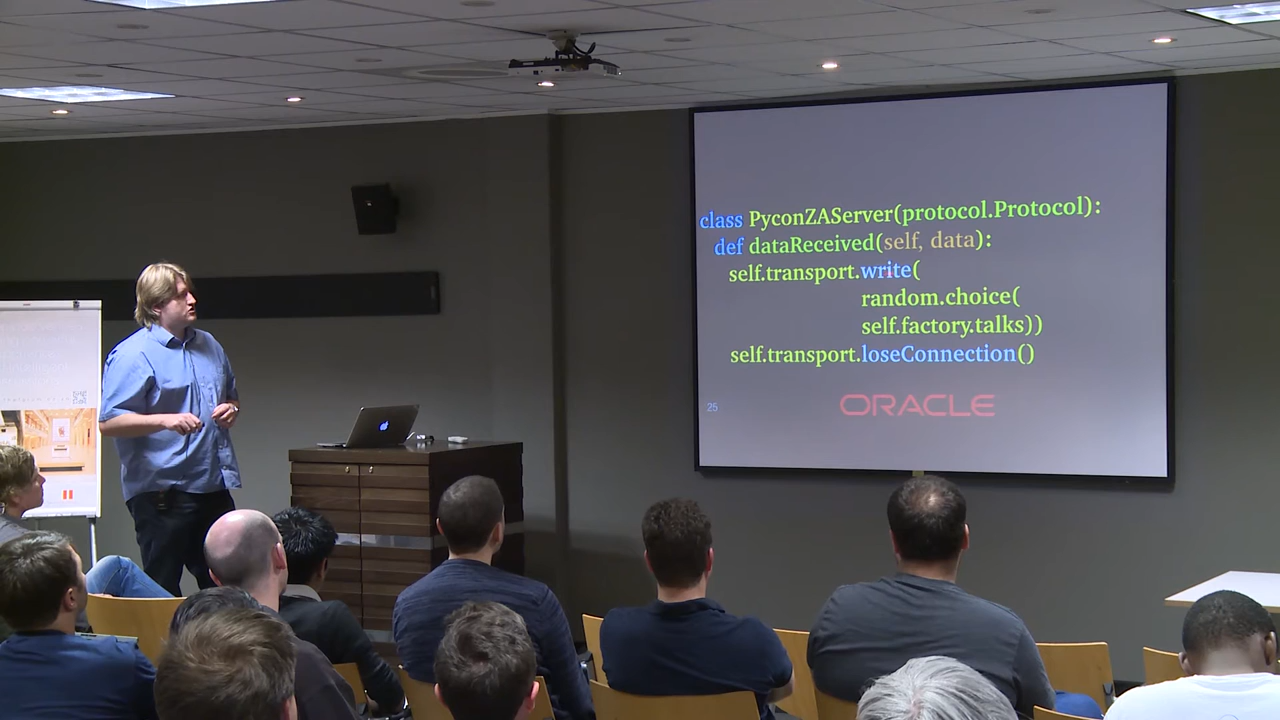 class PyconZAServer(protocol.Protocol):
def dataReceived(self, data):
self.transport.write(
random.choice(
self.factory.talks))
self.transport.loseConnection()
25
ORACLE